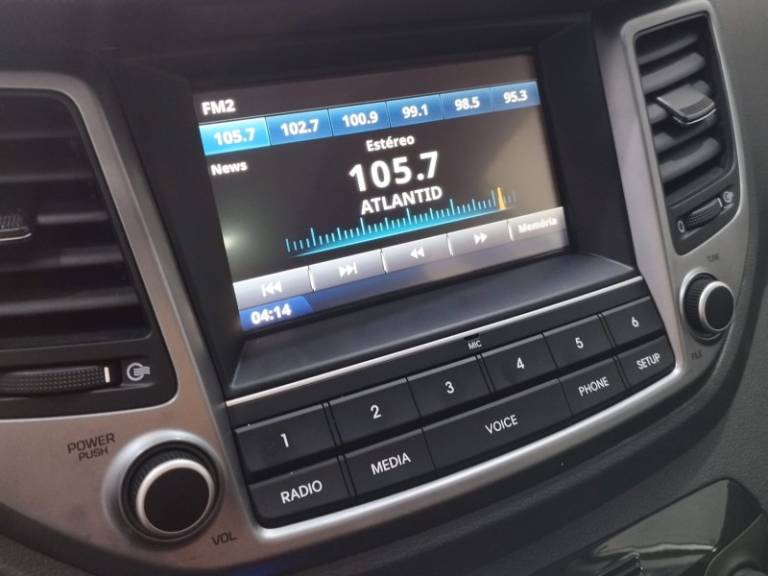 FM2
105.7 102.7 100.9 99.1 98.5 95.3
News
Estéreo
105.7
ATLANTID
Memória
04:14
MIC
1 2 3 4 5 6
RADIO MEDIA VOICE PHONE SETUP
POWER
PUSH
VOL
TUNE
FILE